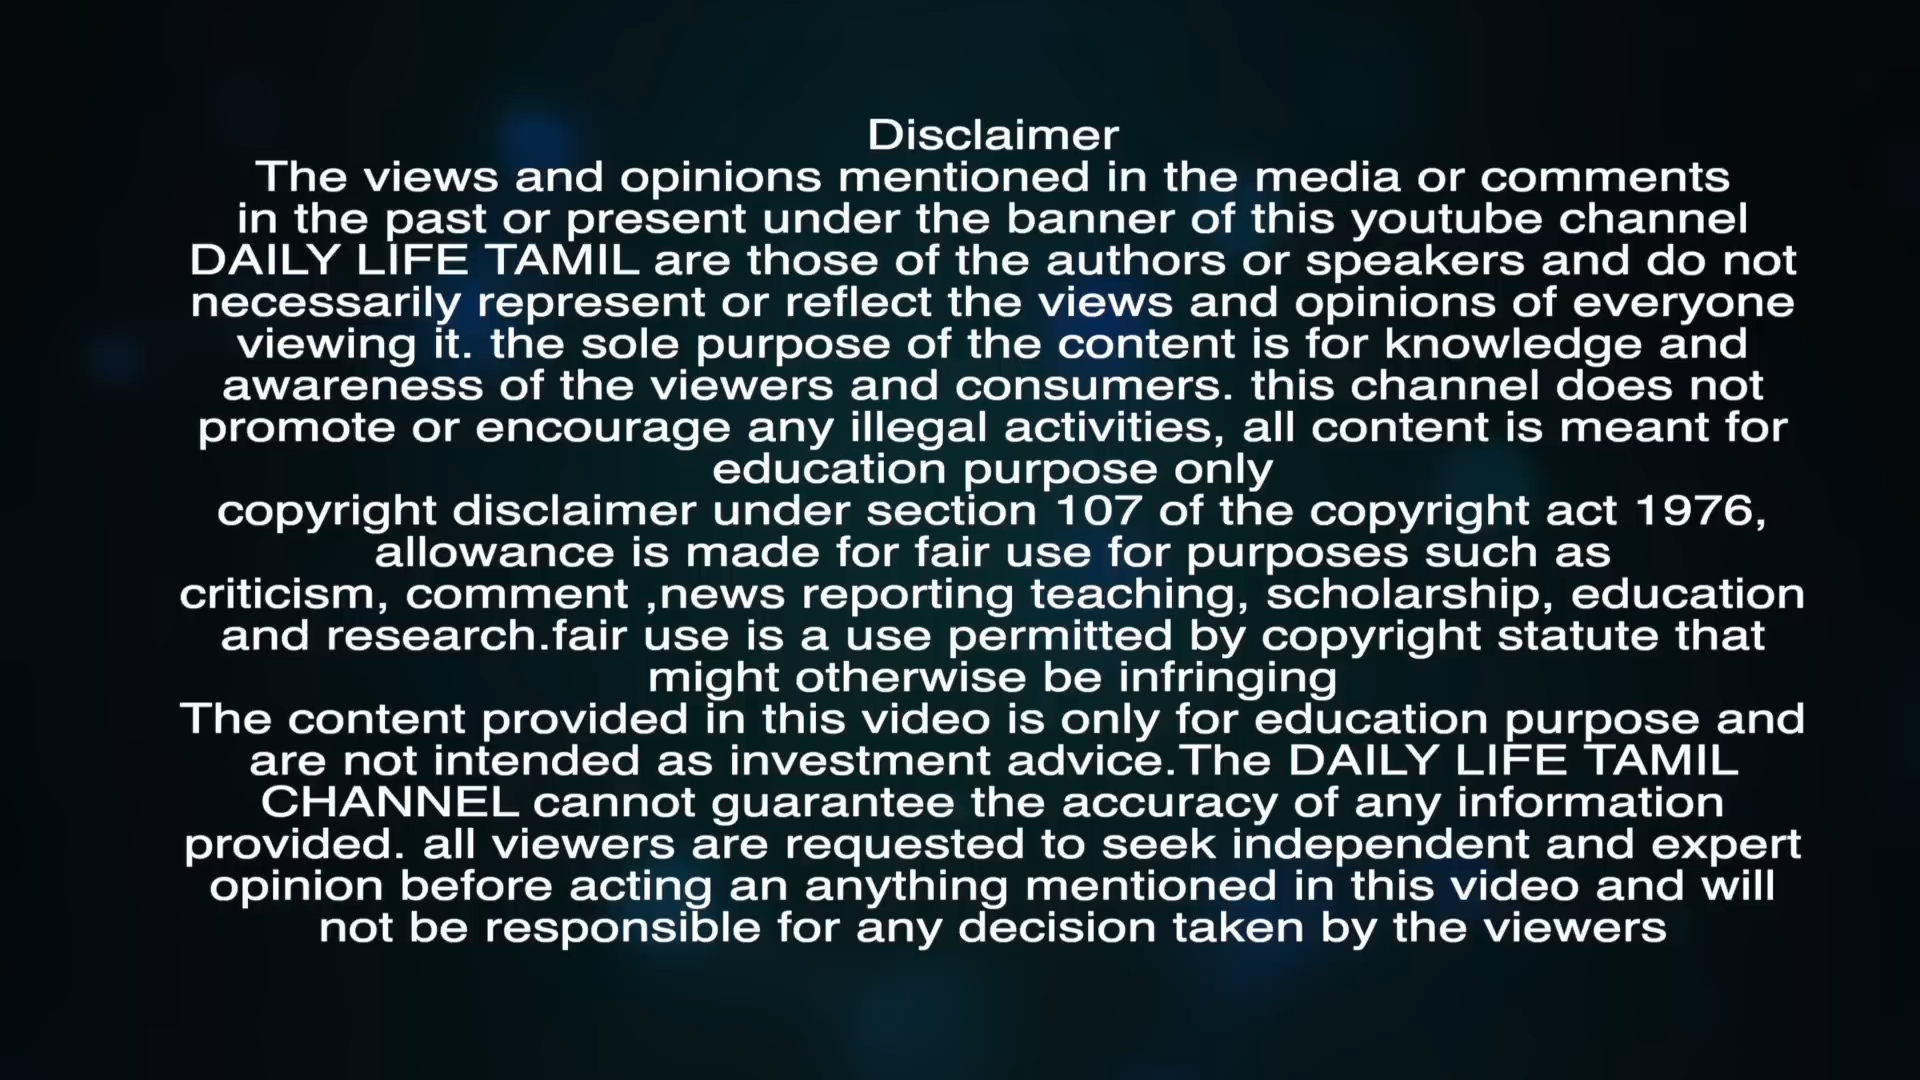 Disclaimer
The views and opinions mentioned in the media or comments
in the past or present under the banner of this youtube channel
DAILY LIFE TAMIL are those of the authors or speakers and do not
necessarily represent or reflect the views and opinions of everyone
viewing it. the sole purpose of the content is for knowledge and
awareness of the viewers and consumers. this channel does not
promote or encourage any illegal activities, all content is meant for
education purpose only
copyright disclaimer under section 107 of the copyright act 1976,
allowance is made for fair use for purposes such as
criticism, comment ,news reporting teaching, scholarship, education
and research.fair use is a use permitted by copyright statute that
might otherwise be infringing
The content provided in this video is only for education purpose and
are not intended as investment advice.The DAILY LIFE TAMIL
CHANNEL cannot guarantee the accuracy of any information
provided. all viewers are requested to seek independent and expert
opinion before acting an anything mentioned in this video and will
not be responsible for any decision taken by the viewers